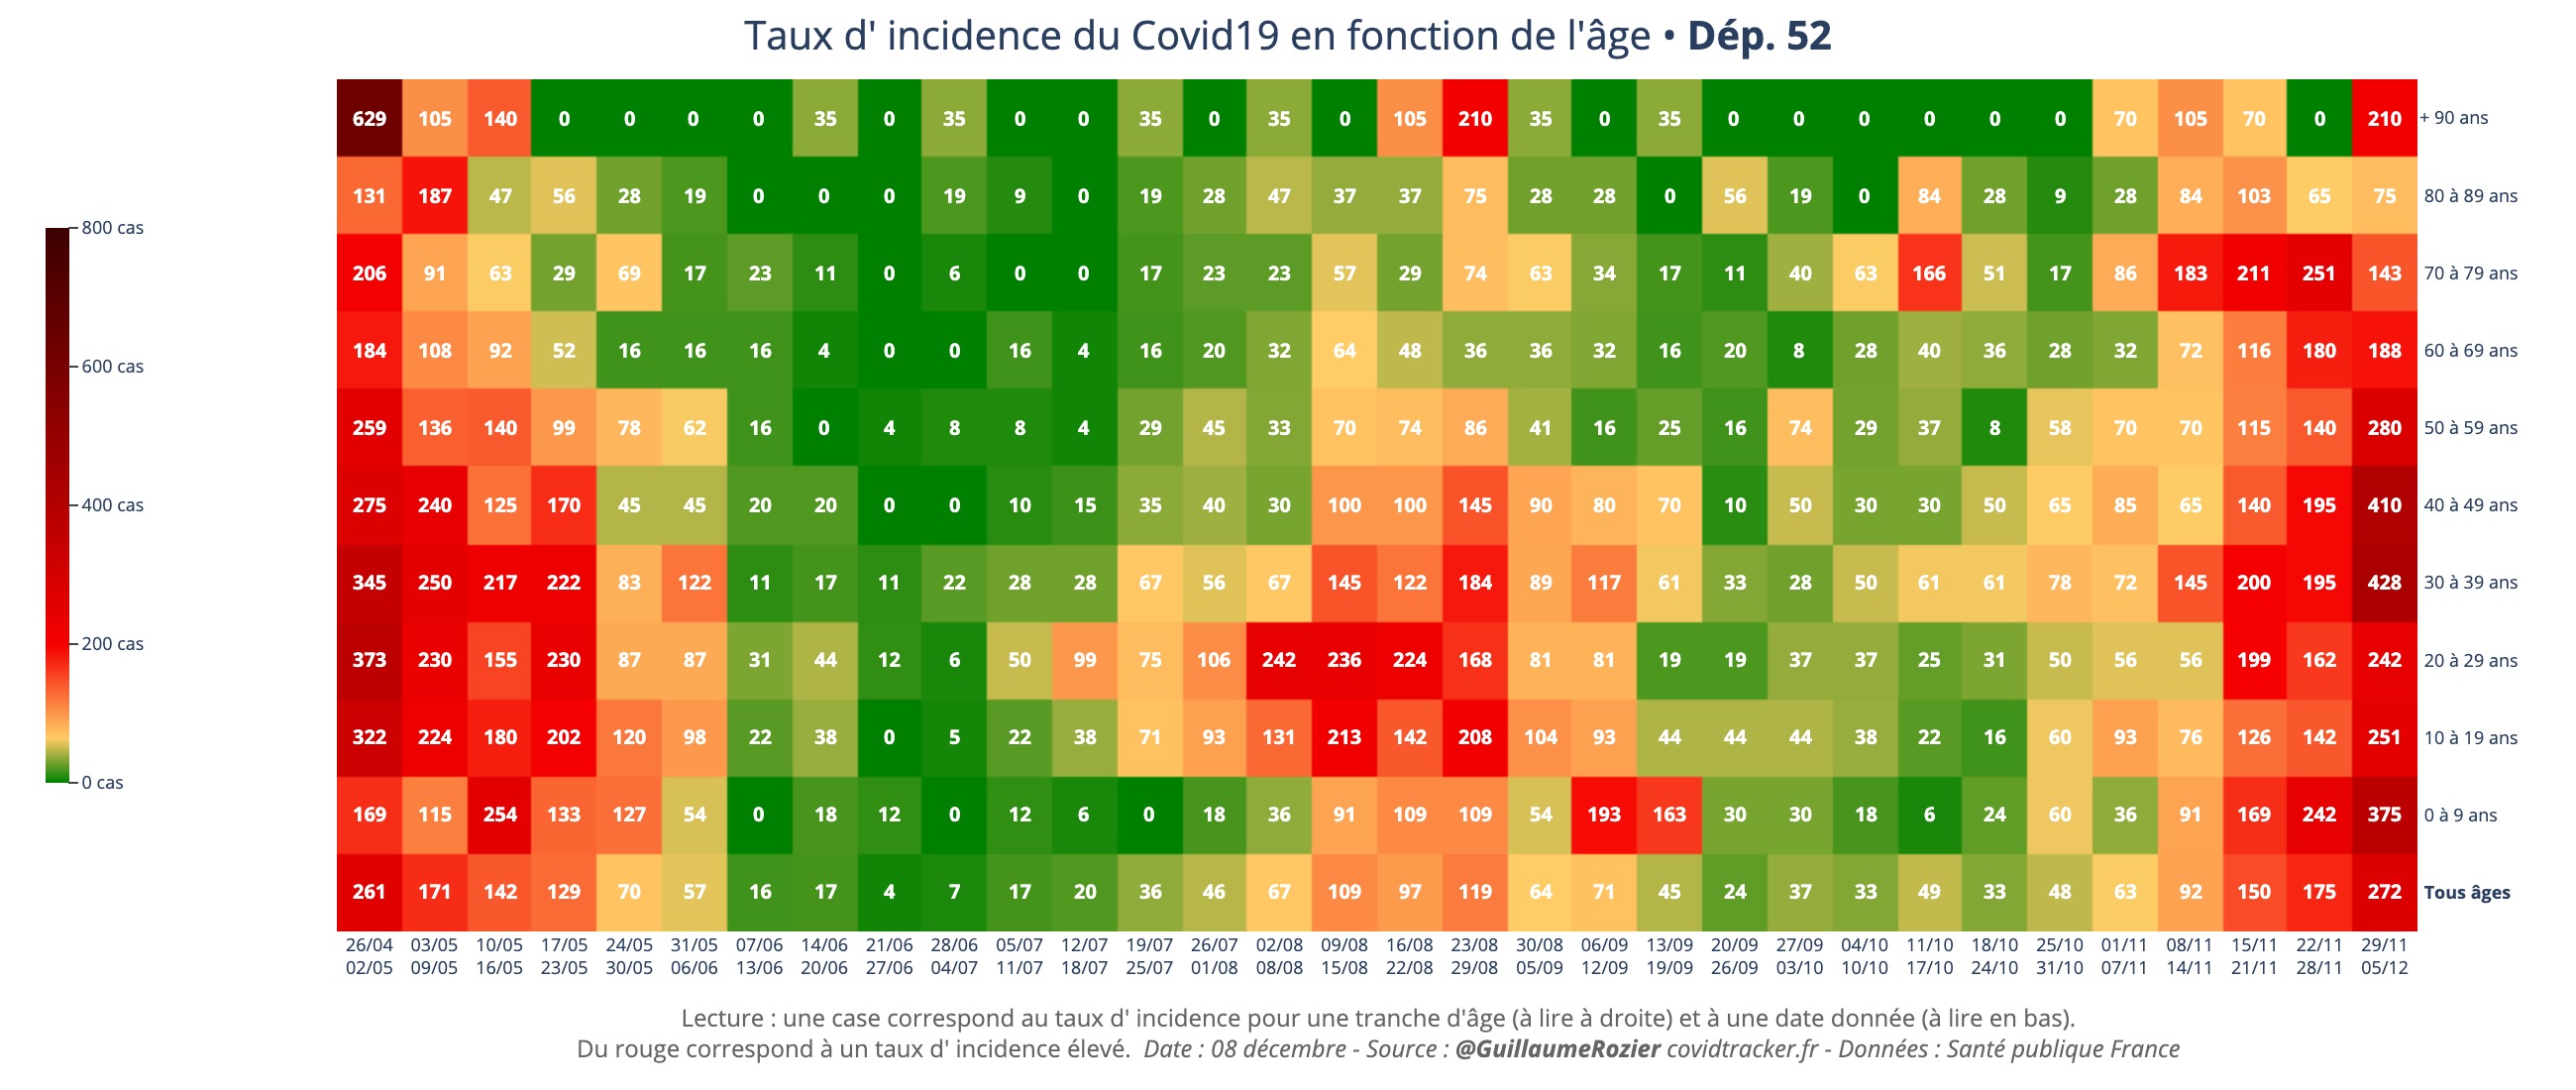 Taux d' incidence du Covid19 en fonction de l'âge • Dép. 52
800 cas
600 cas
400 cas
200 cas
0 cas
629 105 140 0 0 0 0 35 0 35 0 0 35 0 35 0 105 210 35 0 35 0 0 0 0 0 0 70 105 70 0 210 + 90 ans
131 187 47 56 28 19 0 0 0 19 9 0 19 28 47 37 37 75 28 28 0 56 19 0 84 28 9 28 84 103 65 75 80 à 89 ans
206 91 63 29 69 17 23 11 0 6 0 0 17 23 23 57 29 74 63 34 17 11 40 63 166 51 17 86 183 211 251 143 70 à 79 ans
184 108 92 52 16 16 16 4 0 0 16 4 16 20 32 64 48 36 36 32 16 20 8 28 40 36 28 32 72 116 180 188 60 à 69 ans
259 136 140 99 78 62 16 0 4 8 8 4 29 45 33 70 74 86 41 16 25 16 74 29 37 8 58 70 70 115 140 280 50 à 59 ans
275 240 125 170 45 45 20 20 0 0 10 15 35 40 30 100 100 145 90 80 70 10 50 30 30 50 65 85 65 140 195 410 40 à 49 ans
345 250 217 222 83 122 11 17 11 22 28 28 67 56 67 145 122 184 89 117 61 33 28 50 61 61 78 72 145 200 195 428 30 à 39 ans
373 230 155 230 87 87 31 44 12 6 50 99 75 106 242 236 224 168 81 81 19 19 37 37 25 31 50 56 56 199 162 242 20 à 29 ans
322 224 180 202 120 98 22 38 0 5 22 38 71 93 131 213 142 208 104 93 44 44 44 38 22 16 60 93 76 126 142 251 10 à 19 ans
169 115 254 133 127 54 0 18 12 0 12 6 0 18 36 91 109 109 54 193 163 30 30 18 6 24 60 36 91 169 242 375 0 à 9 ans
261 171 142 129 70 57 16 17 4 7 17 20 36 46 67 109 97 119 64 71 45 24 37 33 49 33 48 63 92 150 175 272 Tous âges
26/04 03/05 10/05 17/05 24/05 31/05 07/06 14/06 21/06 28/06 05/07 12/07 19/07 26/07 02/08 09/08 16/08 23/08 30/08 06/09 13/09 20/09 27/09 04/10 11/10 18/10 25/10 01/11 08/11 15/11 22/11 29/11
02/05 09/05 16/05 23/05 30/05 06/06 13/06 20/06 27/06 04/07 11/07 18/07 25/07 01/08 08/08 15/08 22/08 29/08 05/09 12/09 19/09 26/09 03/10 10/10 17/10 24/10 31/10 07/11 14/11 21/11 28/11 05/12
Lecture : une case correspond au taux d' incidence pour une tranche d'âge (à lire à droite) et à une date donnée (à lire en bas).
Du rouge correspond à un taux d' incidence élevé. Date : 08 décembre - Source : @GuillaumeRozier covidtracker.fr - Données : Santé publique France